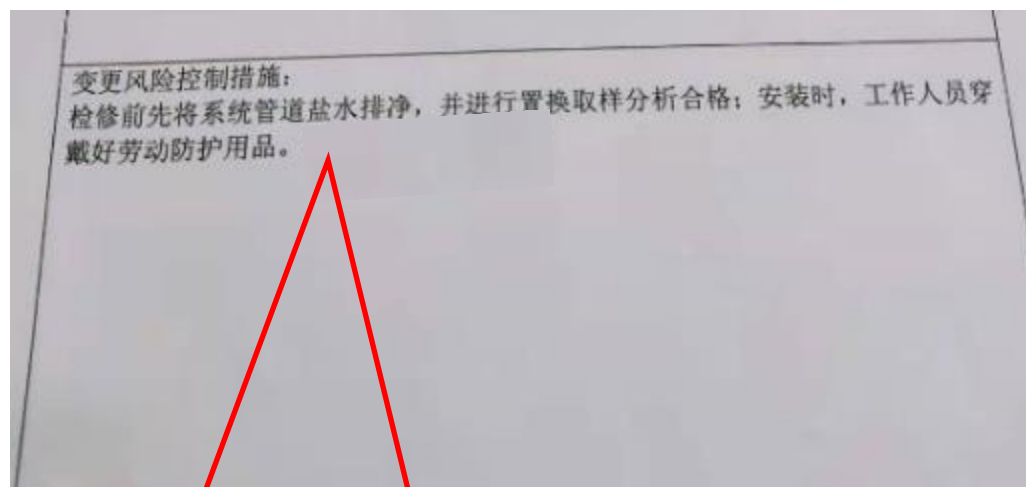 变更风险控制措施：
检修前先将系统管道盐水排净，并进行置换取样分析合格；安装时，工作人员穿
戴好劳动防护用品。